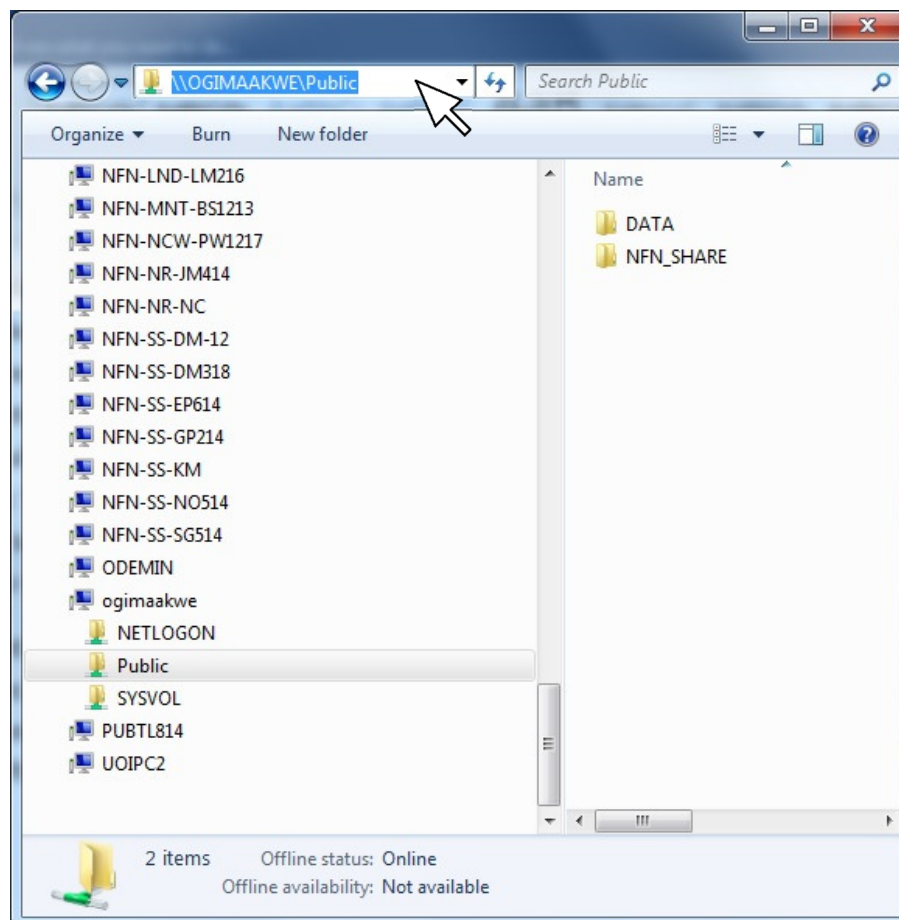 \\OGIMAAKWE\Public
Search Public
Organize
Burn
New folder
NFN-LND-LM216
NFN-MNT-BS1213
NFN-NCW-PW1217
NFN-NR-JM414
NFN-NR-NC
NFN-SS-DM-12
NFN-SS-DM318
NFN-SS-EP614
NFN-SS-GP214
NFN-SS-KM
NFN-SS-NO514
NFN-SS-SG514
ODEMIN
ogimaakwe
NETLOGON
Public
SYSVOL
PUBTL814
UOIPC2
Name
DATA
NFN_SHARE
2 items
Offline status: Online
Offline availability: Not available